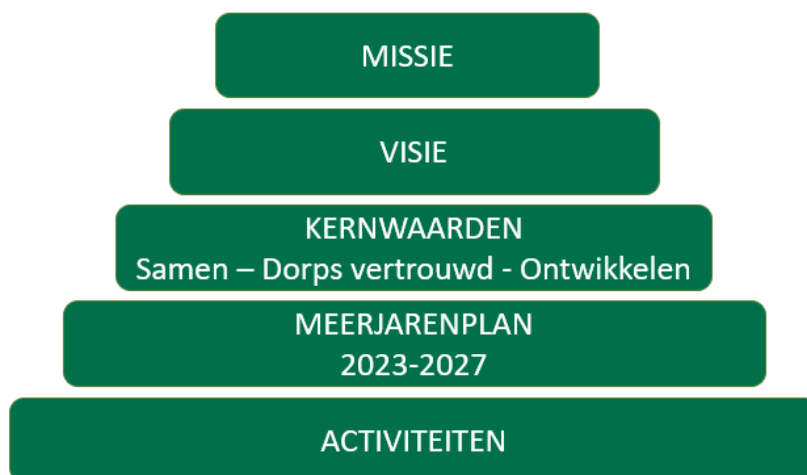 MISSIE
VISIE
KERNWAARDEN
Samen – Dorps vertrouwd - Ontwikkelen
MEERJARENPLAN
2023-2027
ACTIVITEITEN